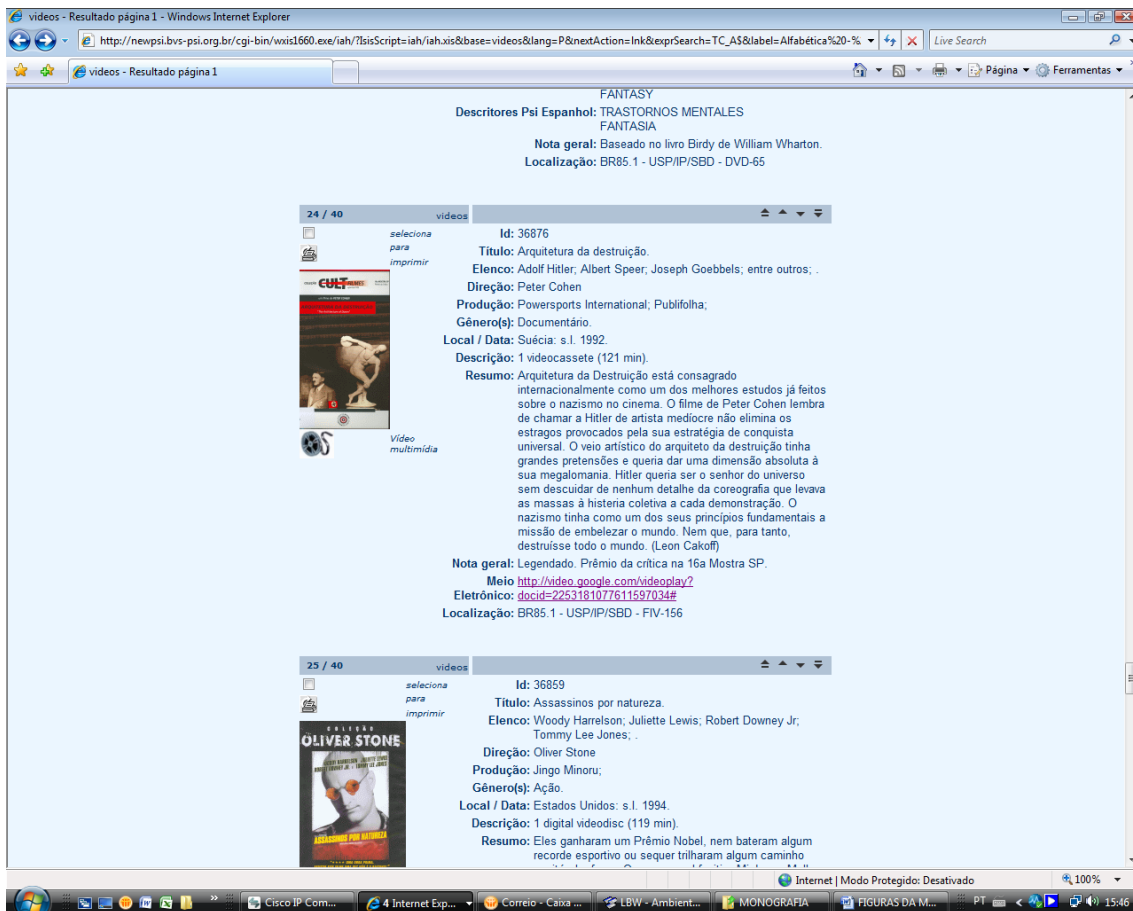 videos - Resultado página 1 - Windows Internet Explorer
http://newpsi.bvs-psi.org.br/cgi-bin/wxis1660.exe/iah/?IsisScript=iah/iah.xis&base=videos&lang=P&nextAction=lnk&exprSearch=TC_A$&label=Alfabética%20-%
Live Search
videos - Resultado página 1
Página
Ferramentas
FANTASY
Descritores Psi Espanhol: TRASTORNOS MENTALES
FANTASIA
Nota geral: Baseado no livro Birdy de William Wharton.
Localização: BR85.1 - USP/IP/SBD - DVD-65
24 / 40 videos
seleciona
para
imprimir
Id: 36876
Título: Arquitetura da destruição.
Elenco: Adolf Hitler; Albert Speer; Joseph Goebbels; entre outros; .
Direção: Peter Cohen
Produção: Powersports International; Publifolha;
Gênero(s): Documentário.
Local / Data: Suécia: s.l. 1992.
Descrição: 1 videocassete (121 min).
Resumo: Arquitetura da Destruição está consagrado
internacionalmente como um dos melhores estudos já feitos
sobre o nazismo no cinema. O filme de Peter Cohen lembra
de chamar a Hitler de artista medíocre não elimina os
estragos provocados pela sua estratégia de conquista
universal. O veio artístico do arquiteto da destruição tinha
grandes pretensões e queria dar uma dimensão absoluta à
sua megalomania. Hitler queria ser o senhor do universo
sem descuidar de nenhum detalhe da coreografia que levava
as massas à histeria coletiva a cada demonstração. O
nazismo tinha como um dos seus princípios fundamentais a
missão de embelezar o mundo. Nem que, para tanto,
destruísse todo o mundo. (Leon Cakoff)
CULT
Vídeo
multimídia
Nota geral: Legendado. Prêmio da crítica na 16a Mostra SP.
Meio http://video.google.com/videoplay?
Eletrônico: docid=2253181077611597034#
Localização: BR85.1 - USP/IP/SBD - FIV-156
25 / 40 videos
seleciona
para
imprimir
Id: 36859
Título: Assassinos por natureza.
Elenco: Woody Harrelson; Juliette Lewis; Robert Downey Jr;
Tommy Lee Jones; .
Direção: Oliver Stone
Produção: Jingo Minoru;
Gênero(s): Ação.
Local / Data: Estados Unidos: s.l. 1994.
Descrição: 1 digital videodisc (119 min).
Resumo: Eles ganharam um Prêmio Nobel, nem bateram algum
recorde esportivo ou sequer trilharam algum caminho
COLEÇÃO
OLIVER STONE
WOODY HARRELSON JULIETTE LEWIS
ROBERT DOWNEY JR. TOMMY LEE JONES
ASSASSINOS POR NATUREZA
Internet | Modo Protegido: Desativado
100%
Cisco IP Com...
4 Internet Exp...
Correio - Caixa ...
LBW - Ambient...
MONOGRAFIA
FIGURAS DA M...
PT
15:46